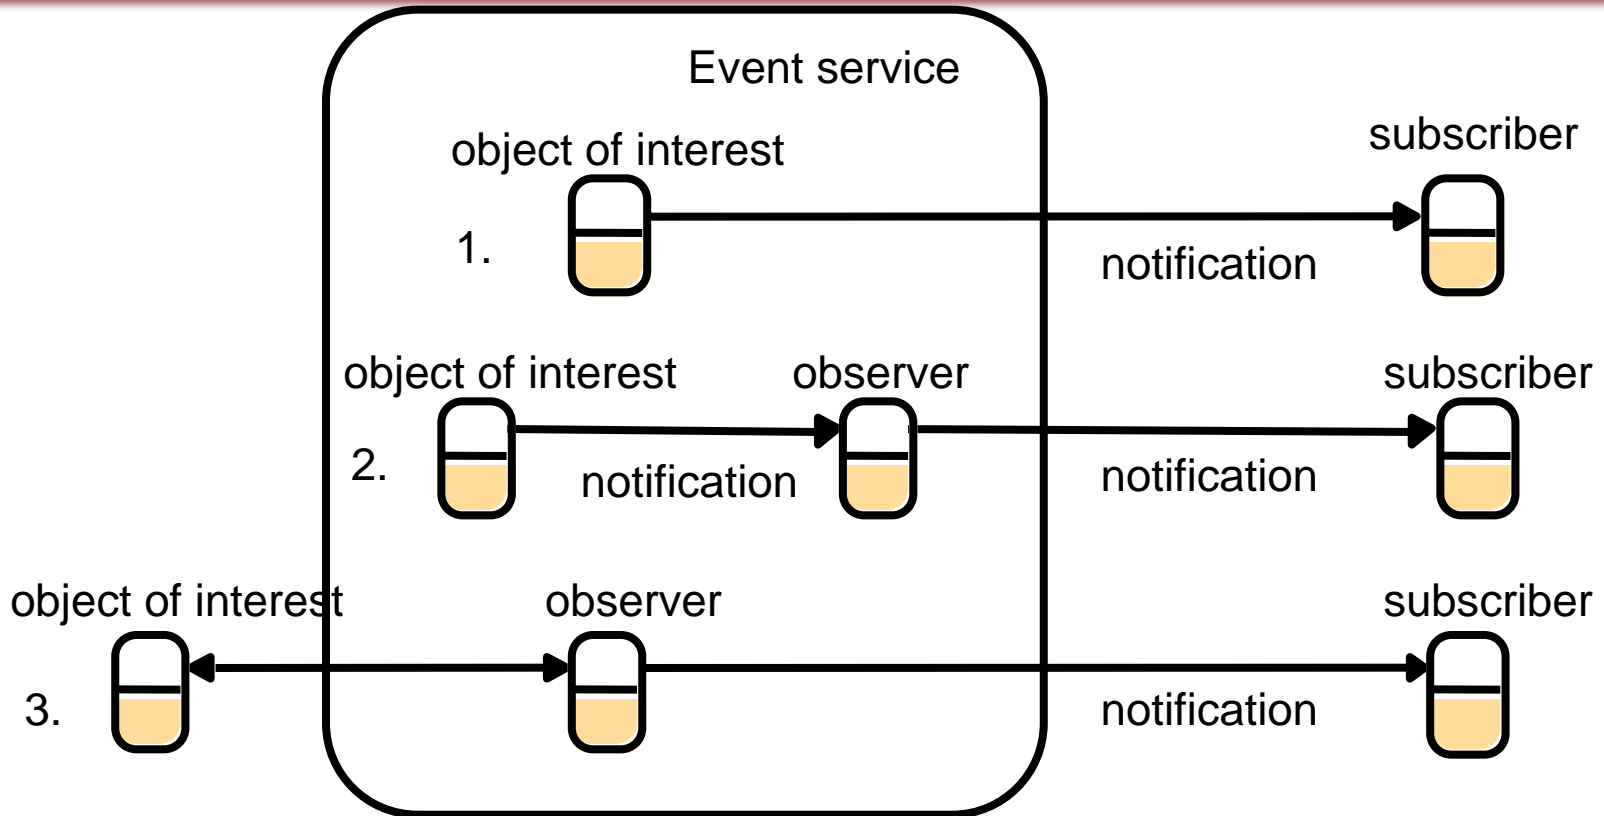 Event service
object of interest
subscriber
1.
notification
object of interest
observer
subscriber
2.
notification
notification
object of interest
observer
subscriber
3.
notification